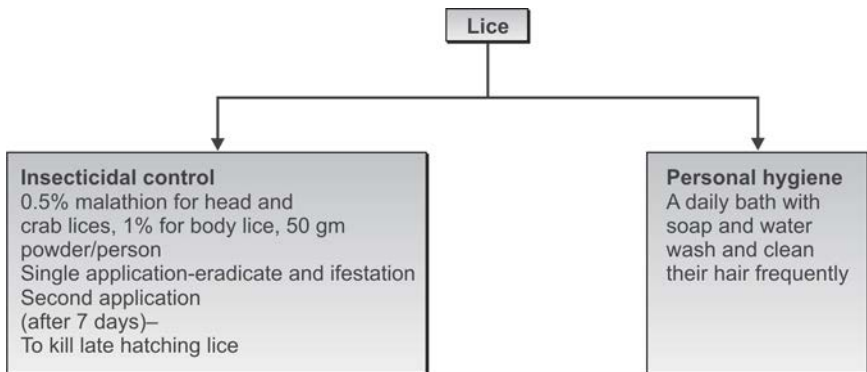 Lice
Insecticidal control
0.5% malathion for head and
crab lices, 1% for body lice, 50 gm
powder/person
Single application-eradicate and ifestation
Second application
(after 7 days)–
To kill late hatching lice
Personal hygiene
A daily bath with
soap and water
wash and clean
their hair frequently